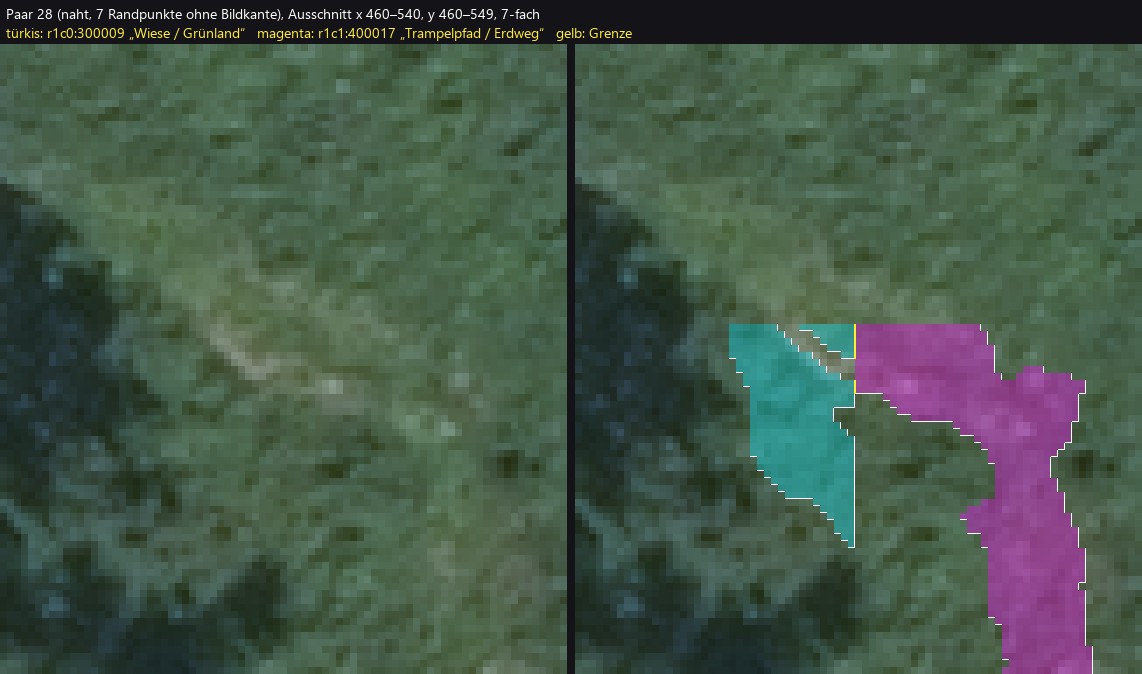 Paar 28 (naht, 7 Randpunkte ohne Bildkante), Ausschnitt x 460–540, y 460–549, 7-fach
türkis: r1c0:300009 „Wiese / Grünland“ magenta: r1c1:400017 „Trampelpfad / Erdweg“ gelb: Grenze